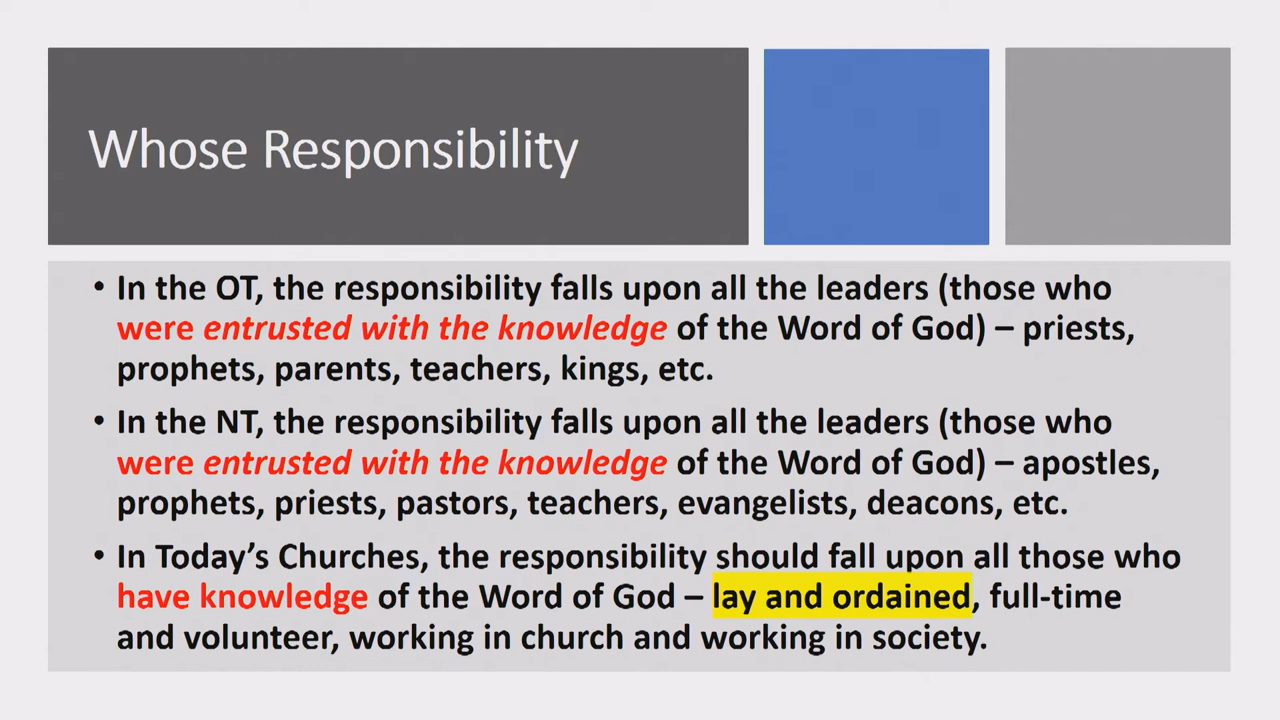 Whose Responsibility
• In the OT, the responsibility falls upon all the leaders (those who
were entrusted with the knowledge of the Word of God) – priests,
prophets, parents, teachers, kings, etc.
• In the NT, the responsibility falls upon all the leaders (those who
were entrusted with the knowledge of the Word of God) – apostles,
prophets, priests, pastors, teachers, evangelists, deacons, etc.
• In Today’s Churches, the responsibility should fall upon all those who
have knowledge of the Word of God – lay and ordained, full-time
and volunteer, working in church and working in society.